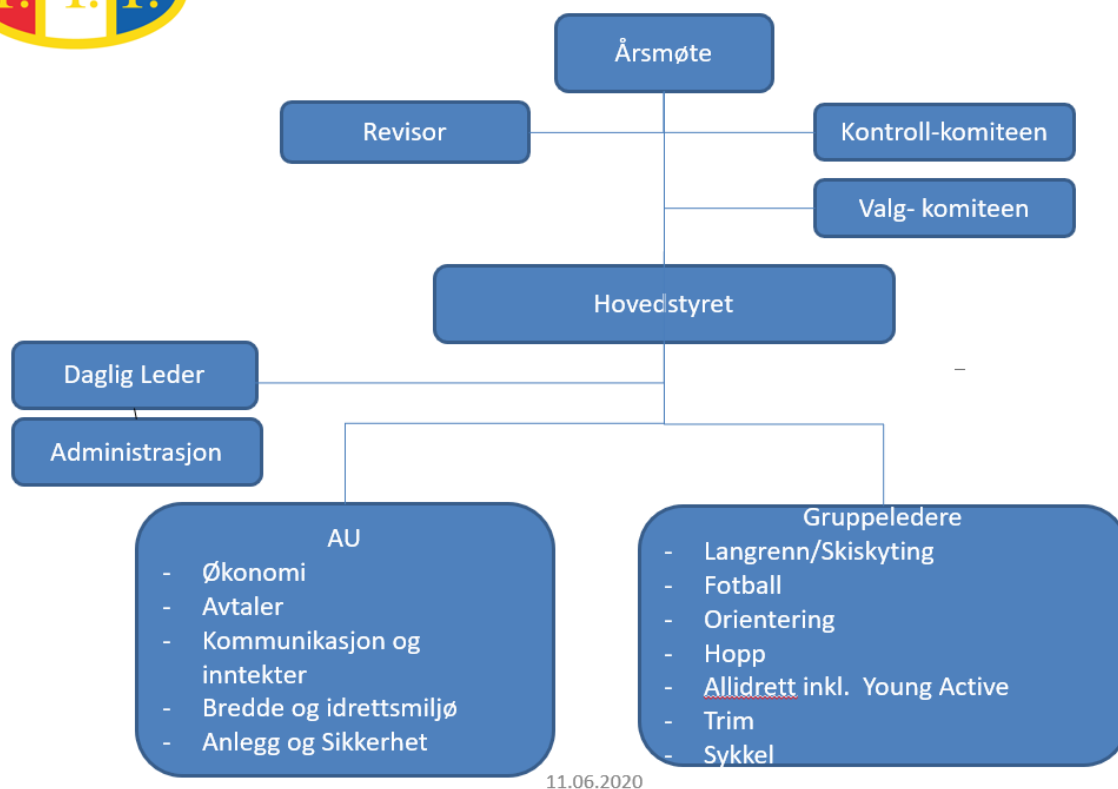 Årsmøte
Revisor
Kontroll-komiteen
Valg- komiteen
Hovedstyret
Daglig Leder
Administrasjon
AU
- Økonomi
- Avtaler
- Kommunikasjon og
inntekter
- Bredde og idrettsmiljø
- Anlegg og Sikkerhet
Gruppeledere
- Langrenn/Skiskyting
- Fotball
- Orientering
- Hopp
- Allidrett inkl. Young Active
- Trim
- Sykkel
11.06.2020